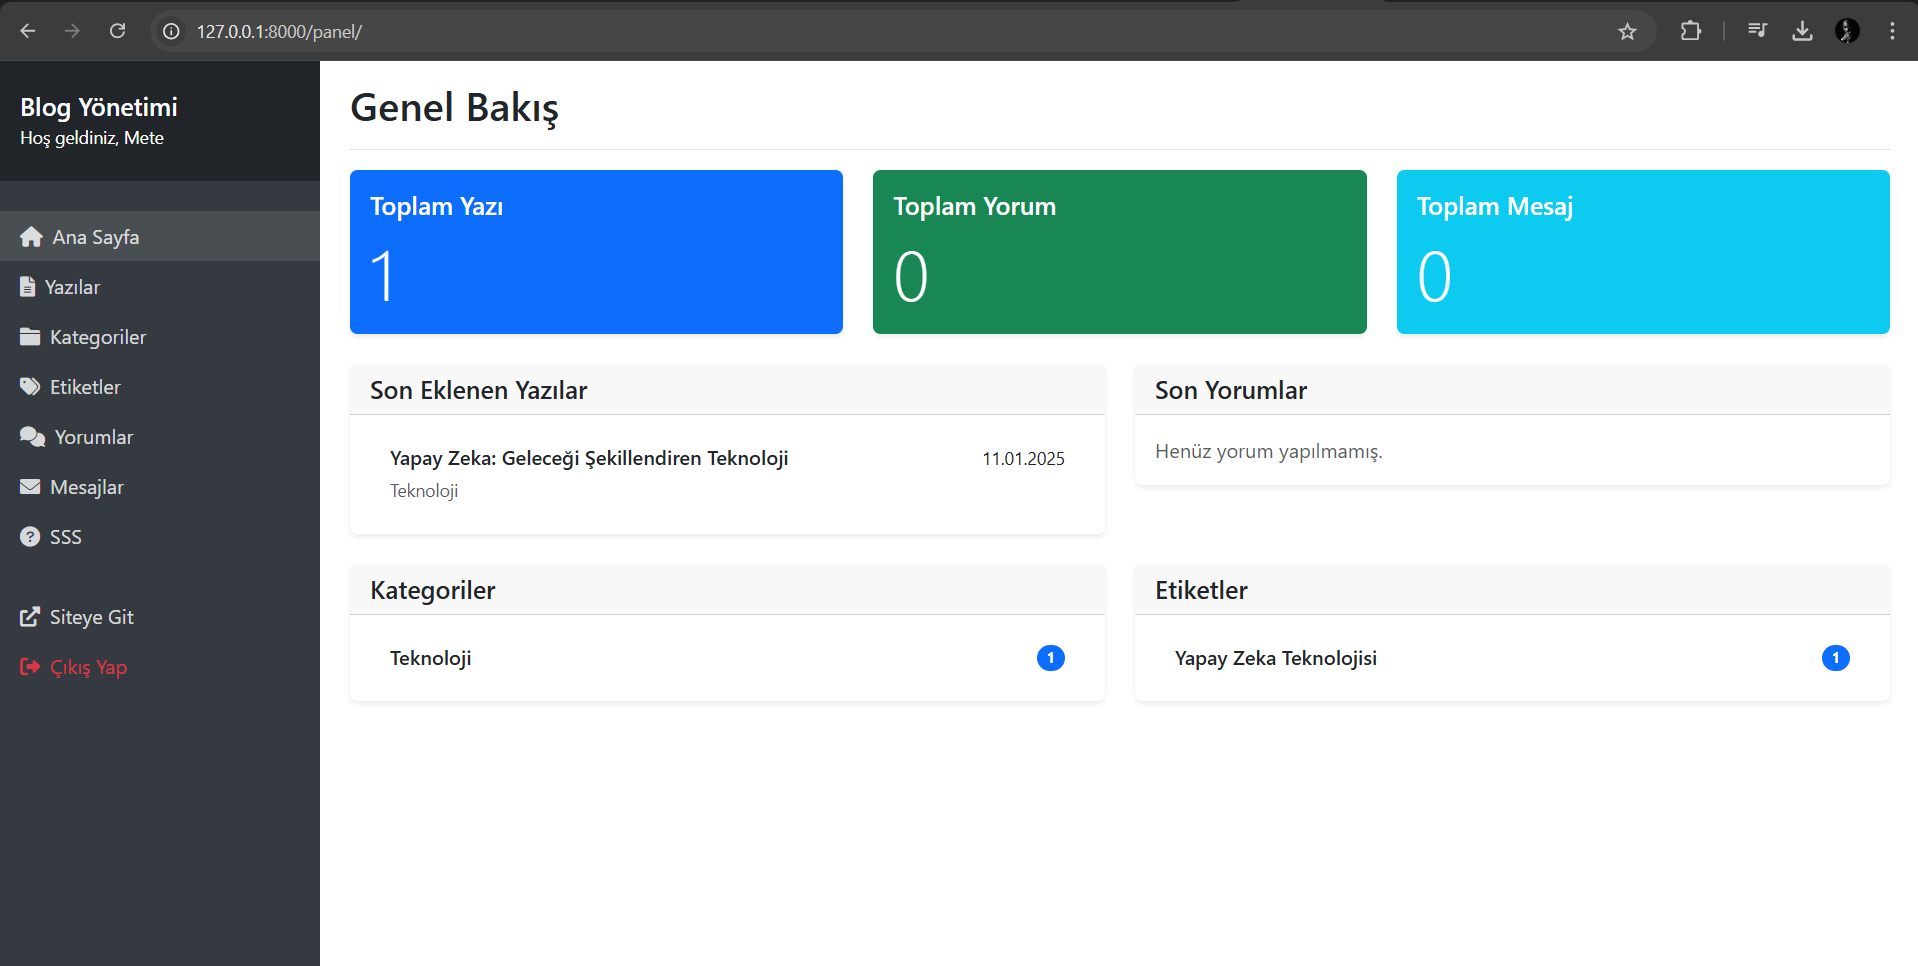 127.0.0.1:8000/panel/
Blog Yönetimi
Hoş geldiniz, Mete
Ana Sayfa
Yazılar
Kategoriler
Etiketler
Yorumlar
Mesajlar
SSS
Siteye Git
Çıkış Yap
Genel Bakış
Toplam Yazı
1
Toplam Yorum
0
Toplam Mesaj
0
Son Eklenen Yazılar
Yapay Zeka: Geleceği Şekillendiren Teknoloji 11.01.2025
Teknoloji
Son Yorumlar
Henüz yorum yapılmamış.
Kategoriler
Teknoloji 1
Etiketler
Yapay Zeka Teknolojisi 1